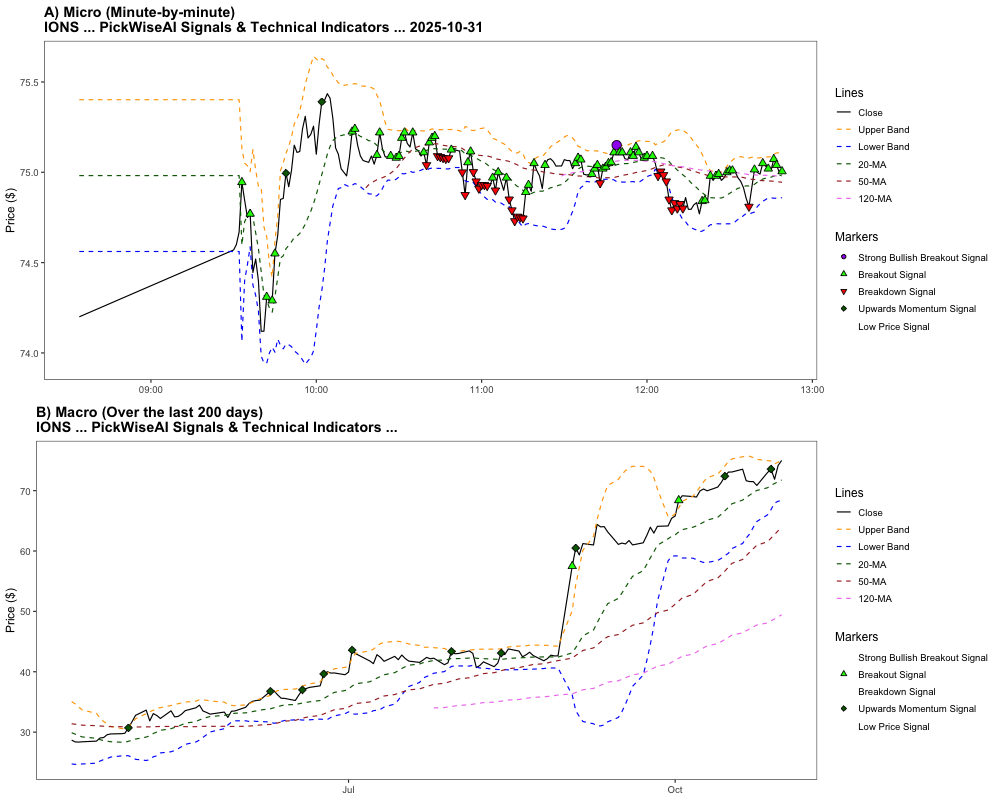 A) Micro (Minute-by-minute)
IONS ... PickWiseAI Signals & Technical Indicators ... 2025-10-31
Price ($)
75.5
75.0
74.5
74.0
09:00
10:00
11:00
12:00
13:00
Lines
Close
Upper Band
Lower Band
20-MA
50-MA
120-MA
Markers
Strong Bullish Breakout Signal
Breakout Signal
Breakdown Signal
Upwards Momentum Signal
Low Price Signal
B) Macro (Over the last 200 days)
IONS ... PickWiseAI Signals & Technical Indicators ...
Price ($)
70
60
50
40
30
Jul
Oct
Lines
Close
Upper Band
Lower Band
20-MA
50-MA
120-MA
Markers
Strong Bullish Breakout Signal
Breakout Signal
Breakdown Signal
Upwards Momentum Signal
Low Price Signal